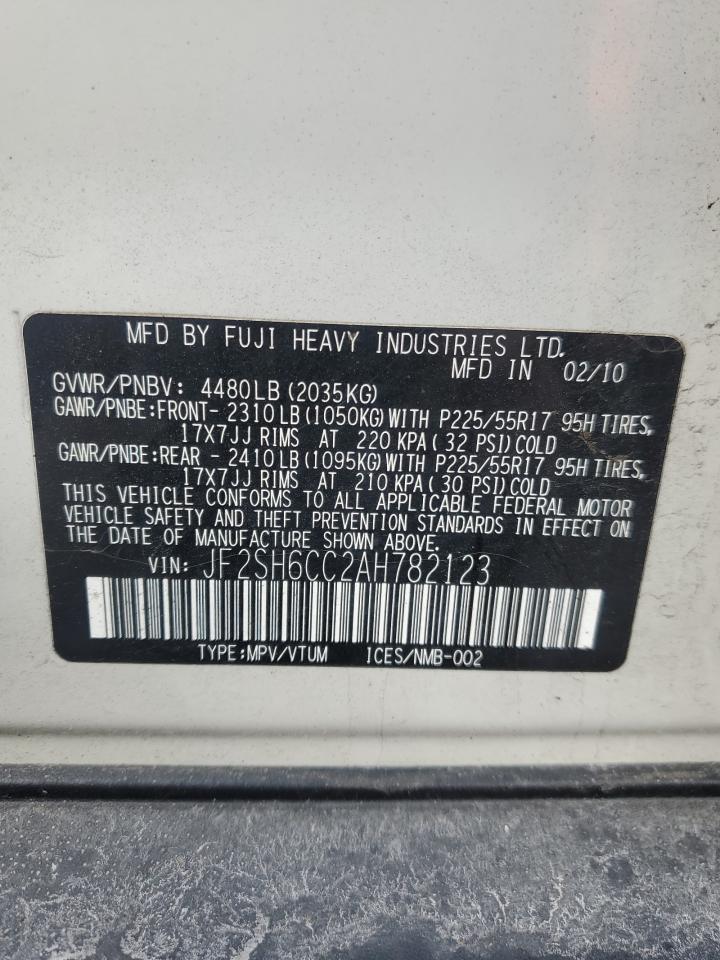 MFD BY FUJI HEAVY INDUSTRIES LTD.
MFD IN 02/10
GVWR/PNBV: 4480LB(2035KG)
GAWR/PNBE:FRONT- 2310LB(1050KG)WITH P225/55R17 95H TIRES,
17X7JJ RIMS AT 220 KPA( 32 PSI)COLD
GAWR/PNBE:REAR - 2410LB(1095KG)WITH P225/55R17 95H TIRES,
17X7JJ RIMS AT 210 KPA( 30 PSI)COLD
THIS VEHICLE CONFORMS TO ALL APPLICABLE FEDERAL MOTOR
VEHICLE SAFETY AND THEFT PREVENTION STANDARDS IN EFFECT ON
THE DATE OF MANUFACTURE SHOWN ABOVE.
VIN: JF2SH6CC2AH782123
TYPE:MPV/VTUM ICES/NMB-002